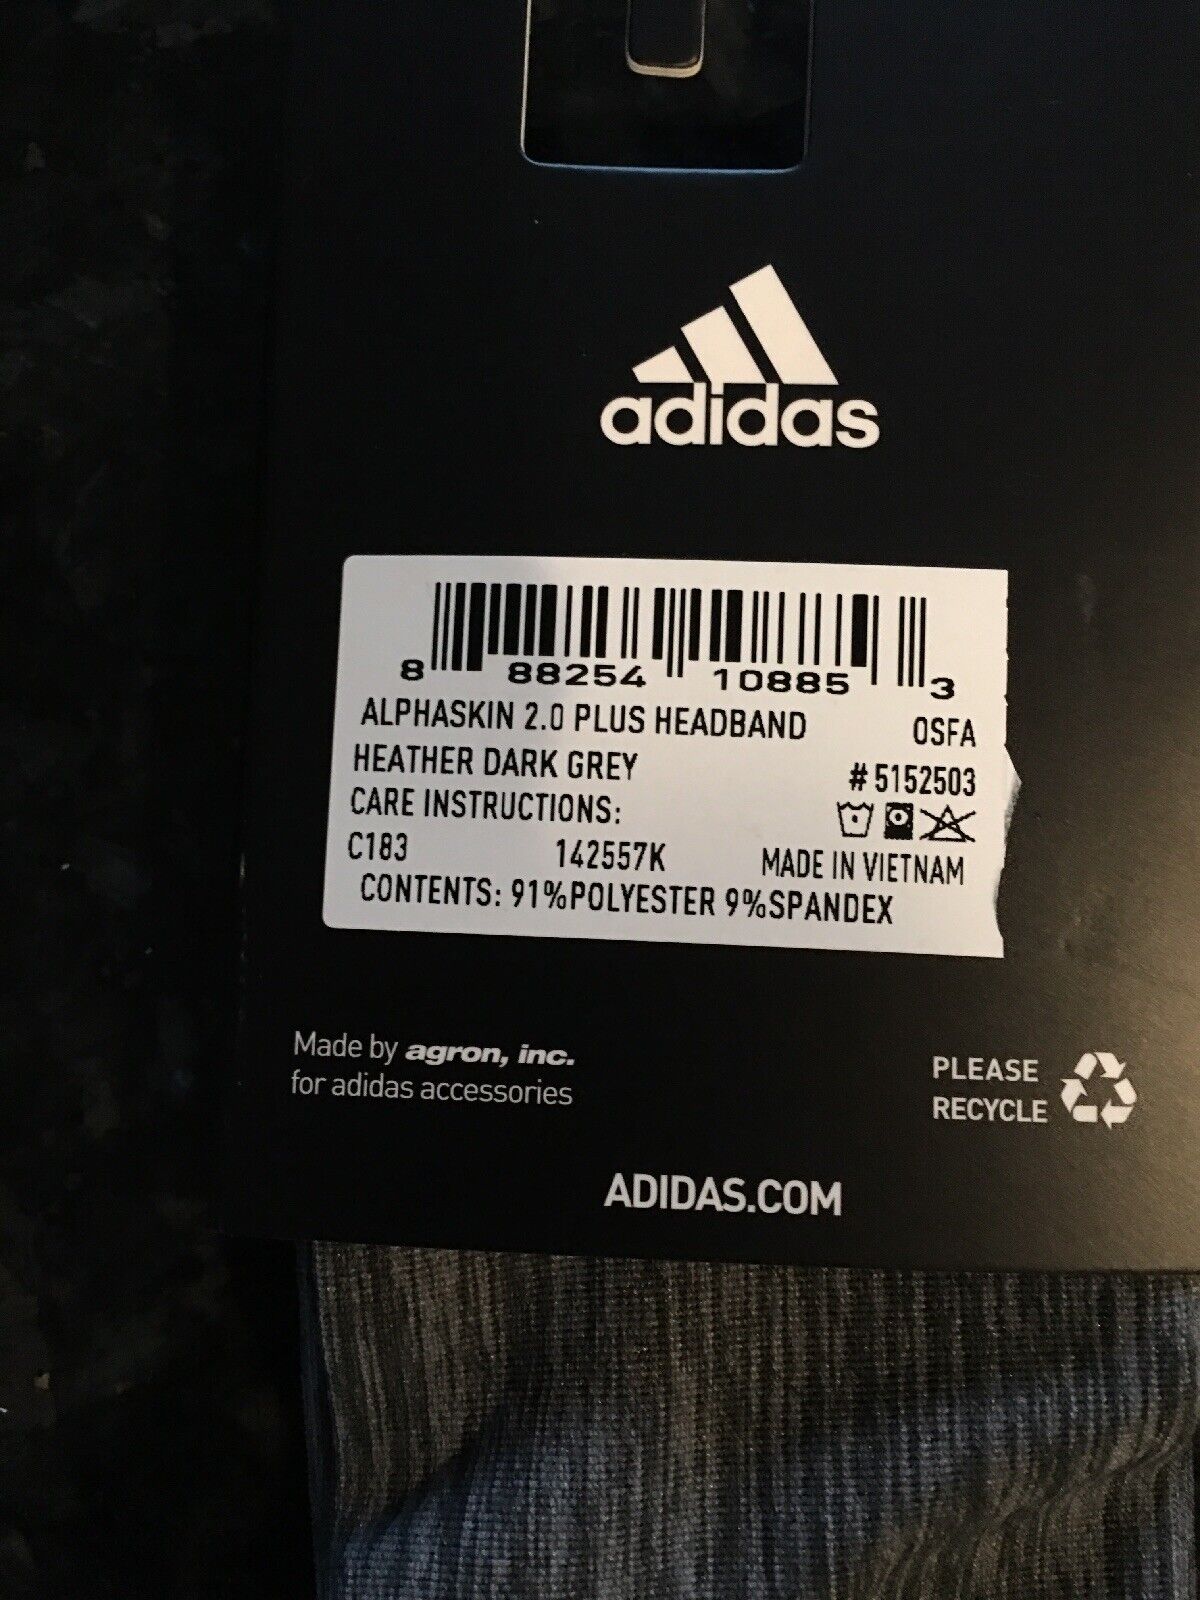 adidas
8 88254 10885 3
ALPHASKIN 2.0 PLUS HEADBAND OSFA
HEATHER DARK GREY #5152503
CARE INSTRUCTIONS:
C183 142557K MADE IN VIETNAM
CONTENTS: 91%POLYESTER 9%SPANDEX
Made by agron, inc.
for adidas accessories
PLEASE
RECYCLE
ADIDAS.COM